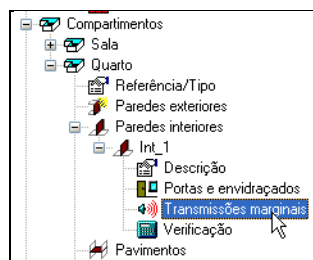 Compartimentos
Sala
Quarto
Referência/Tipo
Paredes exteriores
Paredes interiores
Int_1
Descrição
Portas e envidraçados
Transmissões marginais
Verificação
Pavimentos